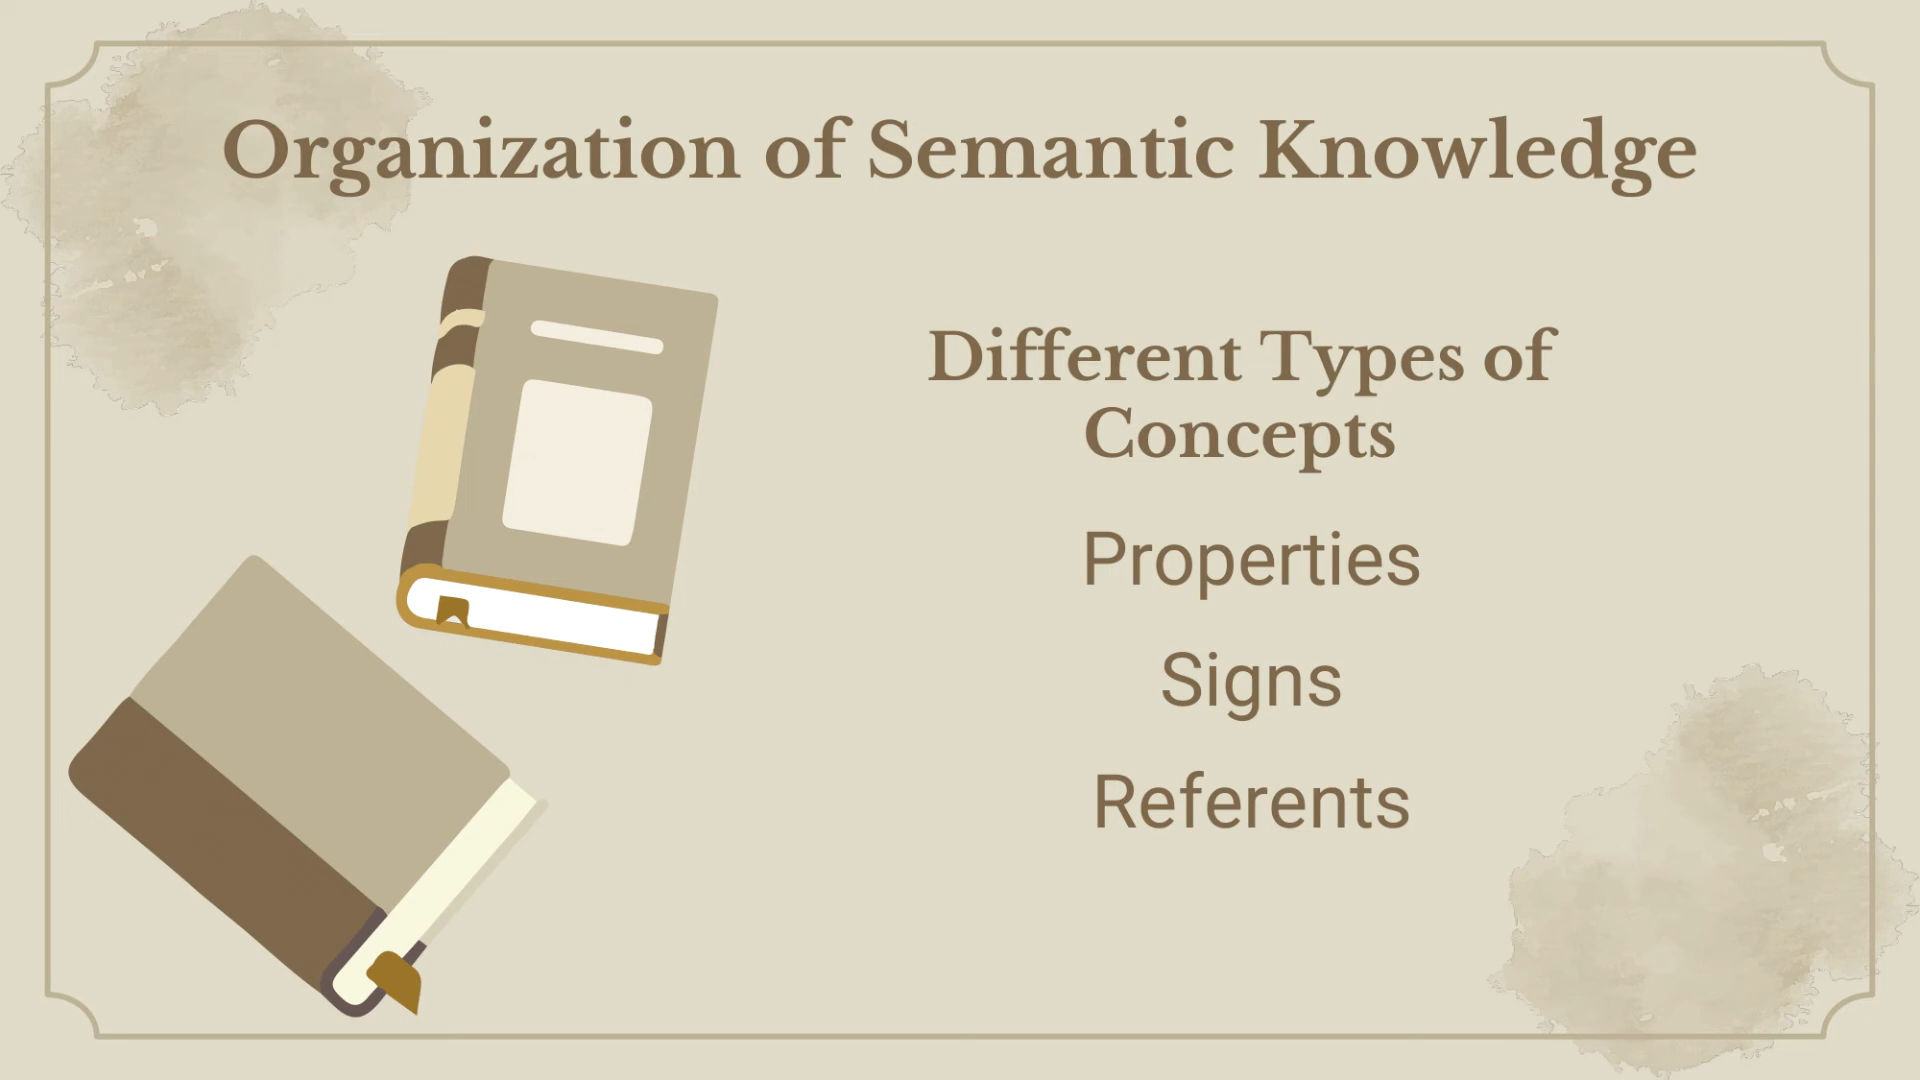 Organization of Semantic Knowledge
Different Types of
Concepts
Properties
Signs
Referents